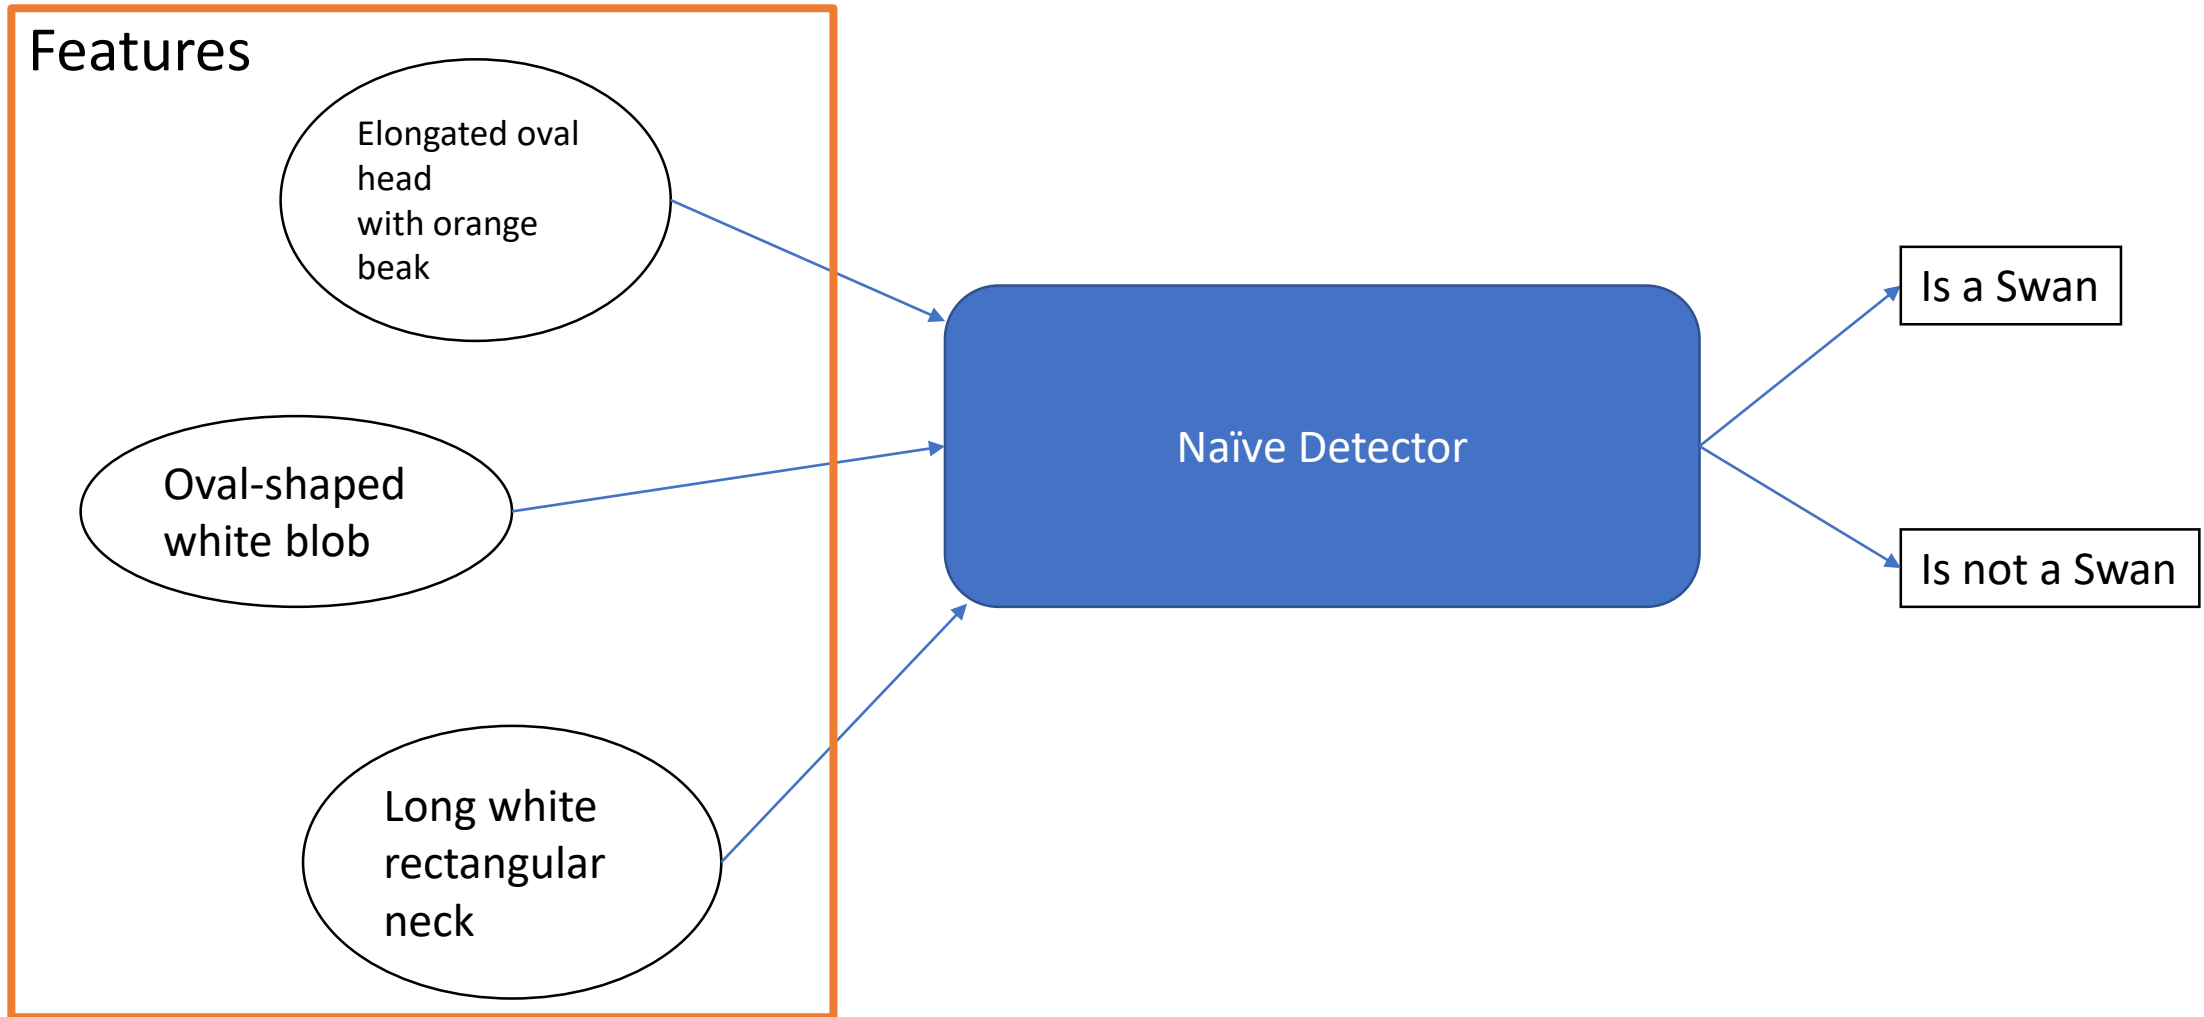 Features
Elongated oval
head
with orange
beak
Oval-shaped
white blob
Long white
rectangular
neck
Naïve Detector
Is a Swan
Is not a Swan